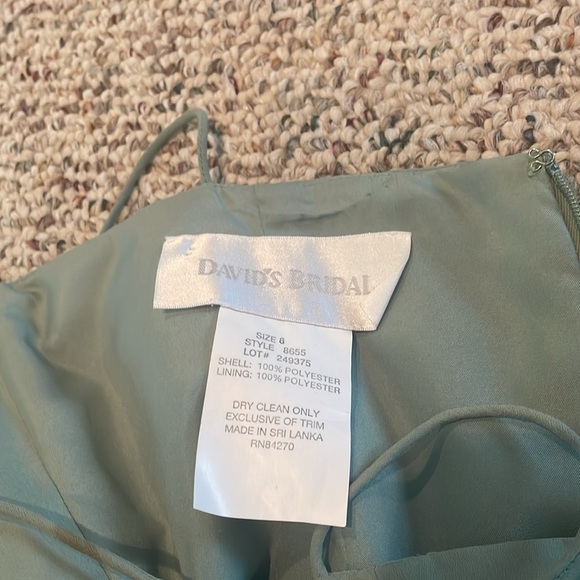 DAVID'S BRIDAL
SIZE 8
STYLE 8655
LOT# 249375
SHELL: 100% POLYESTER
LINING: 100% POLYESTER
DRY CLEAN ONLY
EXCLUSIVE OF TRIM
MADE IN SRI LANKA
RN84270